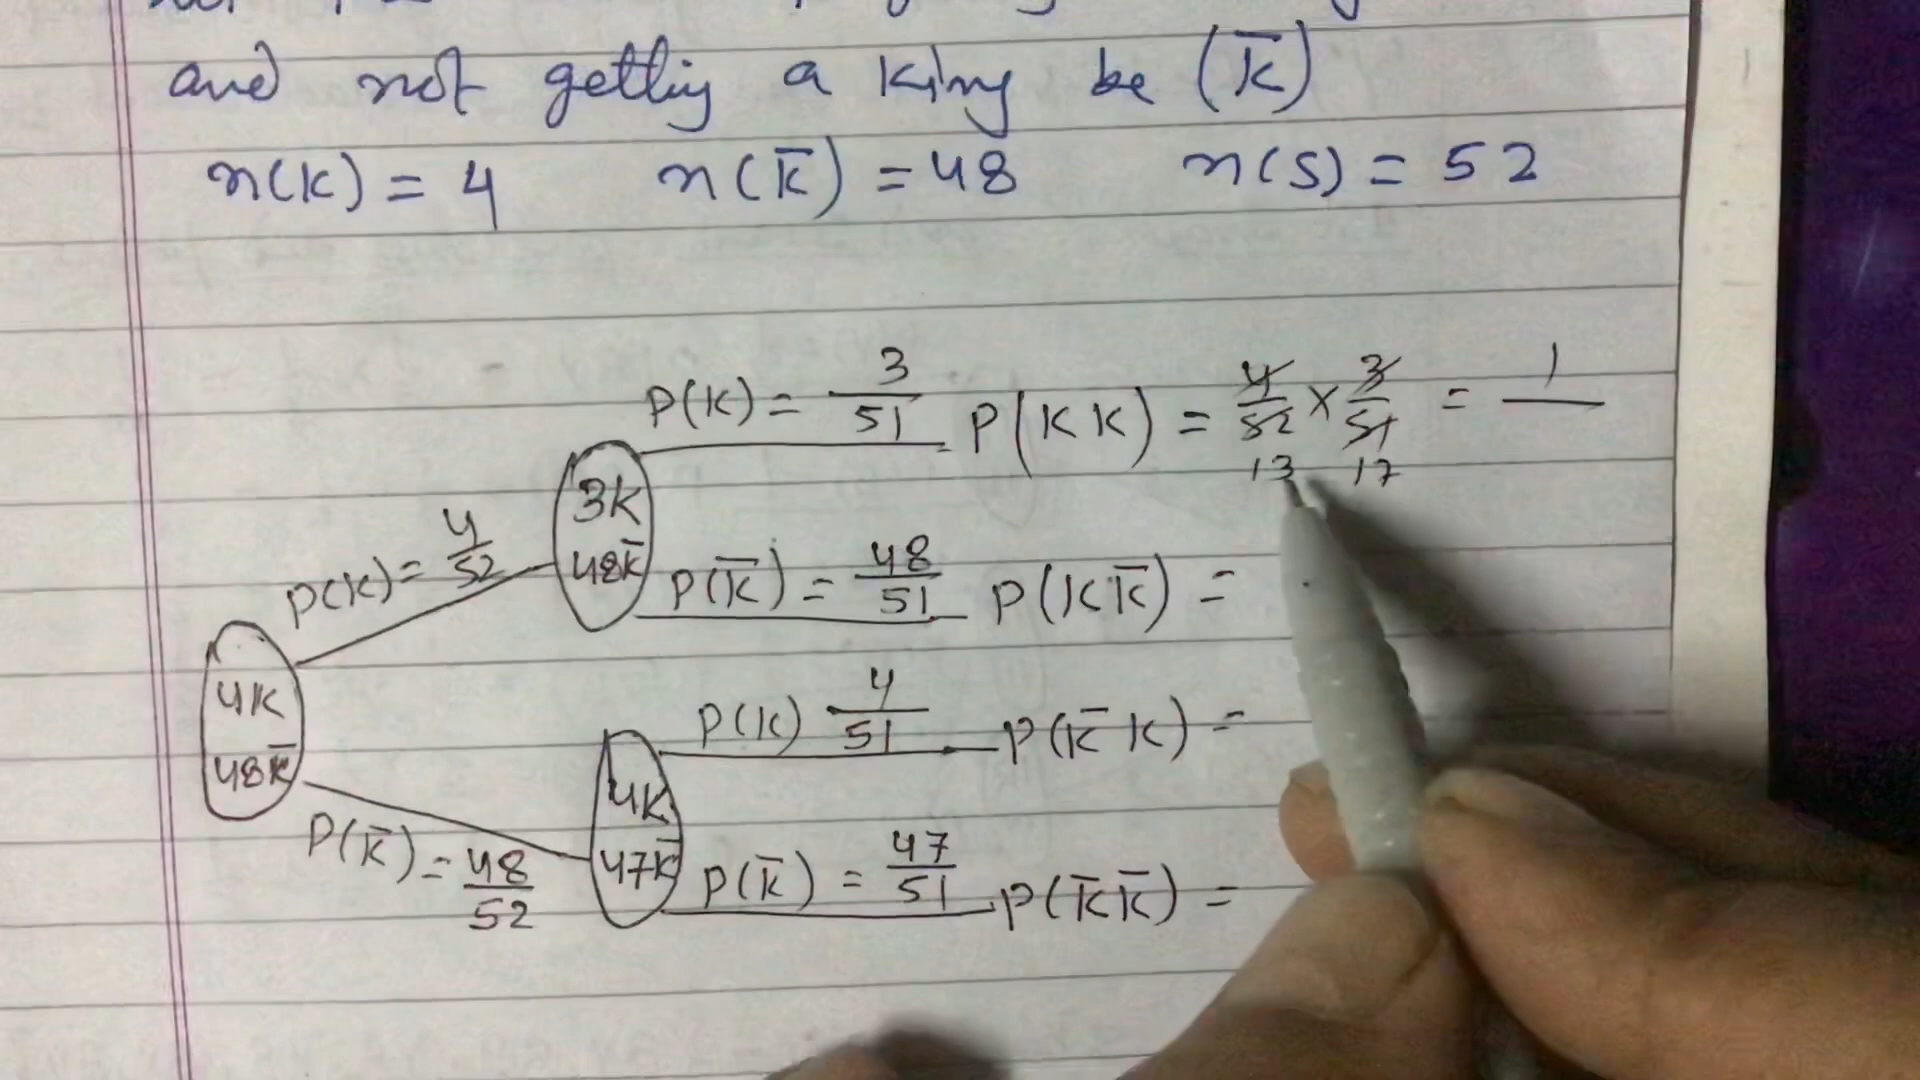 and not getting a king be (K̅)
n(K) = 4 n(K̅) = 48 n(S) = 52
P(K) = 3/51 P(KK) = 4/52 × 3/51 = 1/
13 17
3K
48K̅
P(K) = 4/52
P(K̅) = 48/51 P(KK̅) =
4K
48K̅
P(K) 4/51 P(K̅K) =
4K
47K̅
P(K̅) = 48/52
P(K̅) = 47/51 P(K̅K̅) =